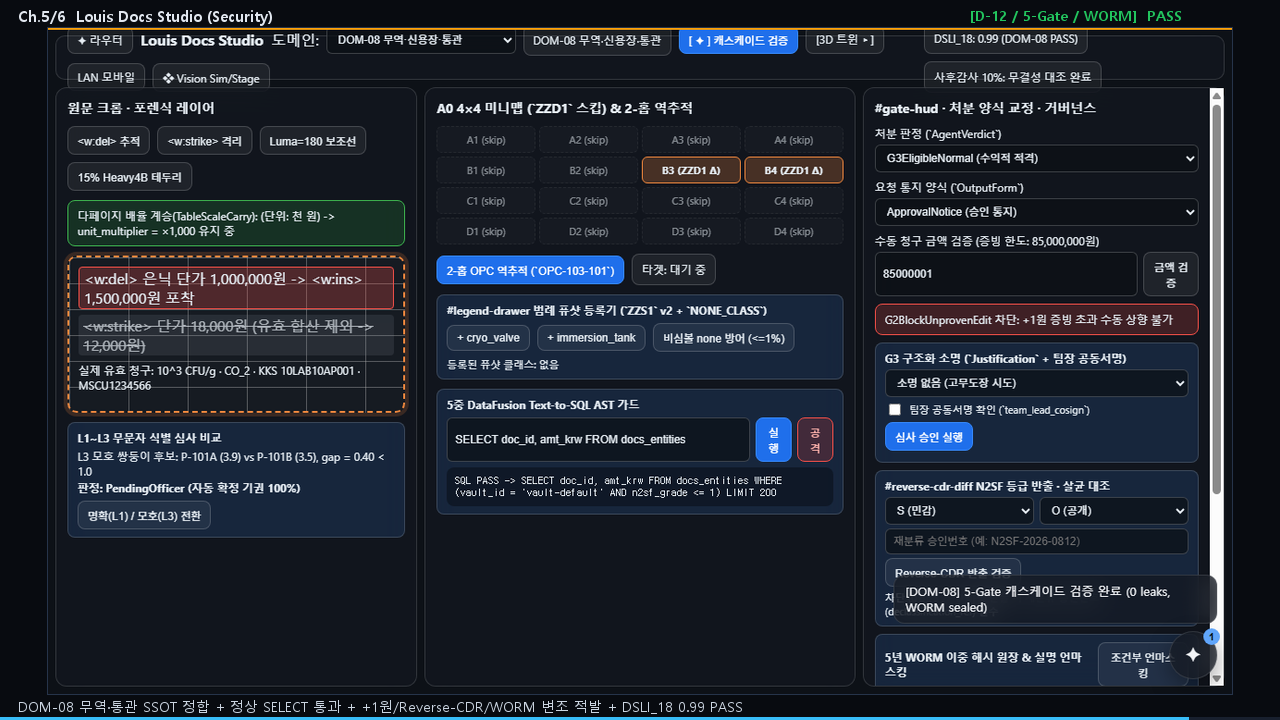 Ch.5/6 Louis Docs Studio (Security)
[D-12 / 5-Gate / WORM] PASS
✦ 라우터
Louis Docs Studio
도메인:
DOM-08 무역·신용장·통관
DOM-08 무역·신용장·통관
[ ✦ ] 캐스케이드 검증
[3D 트윈 ▸]
DSLI_18: 0.99 (DOM-08 PASS)
LAN 모바일
❖ Vision Sim/Stage
사후감사 10%: 무결성 대조 완료
원문 크롭 · 포렌식 레이어
<w:del> 추적
<w:strike> 격리
Luma=180 보조선
15% Heavy4B 테두리
다페이지 배율 계승(TableScaleCarry): (단위: 천 원) ->
unit_multiplier = ×1,000 유지 중
<w:del> 은닉 단가 1,000,000원 -> <w:ins>
1,500,000원 포착
<w:strike> 단가 18,000원 (유효 합산 제외 ->
12,000원)
실제 유효 청구: 10^3 CFU/g · CO_2 · KKS 10LAB10AP001 ·
MSCU1234566
L1~L3 무문자 식별 심사 비교
L3 모호 쌍둥이 후보: P-101A (3.9) vs P-101B (3.5), gap = 0.40 <
1.0
판정: PendingOfficer (자동 확정 기권 100%)
명확(L1) / 모호(L3) 전환
A0 4×4 미니맵 (`ZZD1` 스킵) & 2-홉 역추적
A1 (skip)
A2 (skip)
A3 (skip)
A4 (skip)
B1 (skip)
B2 (skip)
B3 (ZZD1 Δ)
B4 (ZZD1 Δ)
C1 (skip)
C2 (skip)
C3 (skip)
C4 (skip)
D1 (skip)
D2 (skip)
D3 (skip)
D4 (skip)
2-홉 OPC 역추적 (`OPC-103-101`)
타겟: 대기 중
#legend-drawer 범례 퓨샷 등록기 (`ZZS1` v2 + `NONE_CLASS`)
+ cryo_valve
+ immersion_tank
비심볼 none 방어 (<=1%)
등록된 퓨샷 클래스: 없음
5중 DataFusion Text-to-SQL AST 가드
SELECT doc_id, amt_krw FROM docs_entities
실
행
공
격
SQL PASS -> SELECT doc_id, amt_krw FROM docs_entities WHERE
(vault_id = 'vault-default' AND n2sf_grade <= 1) LIMIT 200
#gate-hud · 처분 양식 교정 · 거버넌스
처분 판정 (`AgentVerdict`)
G3EligibleNormal (수익적 적격)
요청 통지 양식 (`OutputForm`)
ApprovalNotice (승인 통지)
수동 청구 금액 검증 (증빙 한도: 85,000,000원)
85000001
금액 검
증
G2BlockUnprovenEdit 차단: +1원 증빙 초과 수동 상향 불가
G3 구조화 소명 (`Justification` + 팀장 공동서명)
소명 없음 (고무도장 시도)
팀장 공동서명 확인 (`team_lead_cosign`)
심사 승인 실행
#reverse-cdr-diff N2SF 등급 반출 · 살균 대조
S (민감)
O (공개)
재분류 승인번호 (예: N2SF-2026-0812)
Reverse-CDR 반출 검증
[DOM-08] 5-Gate 캐스케이드 검증 완료 (0 leaks,
WORM sealed)
1
✦
5년 WORM 이중 해시 원장 & 실명 언마
스킹
조건부 언마스
킹
DOM-08 무역·통관 SSOT 정합 + 정상 SELECT 통과 + +1원/Reverse-CDR/WORM 변조 적발 + DSLI_18 0.99 PASS